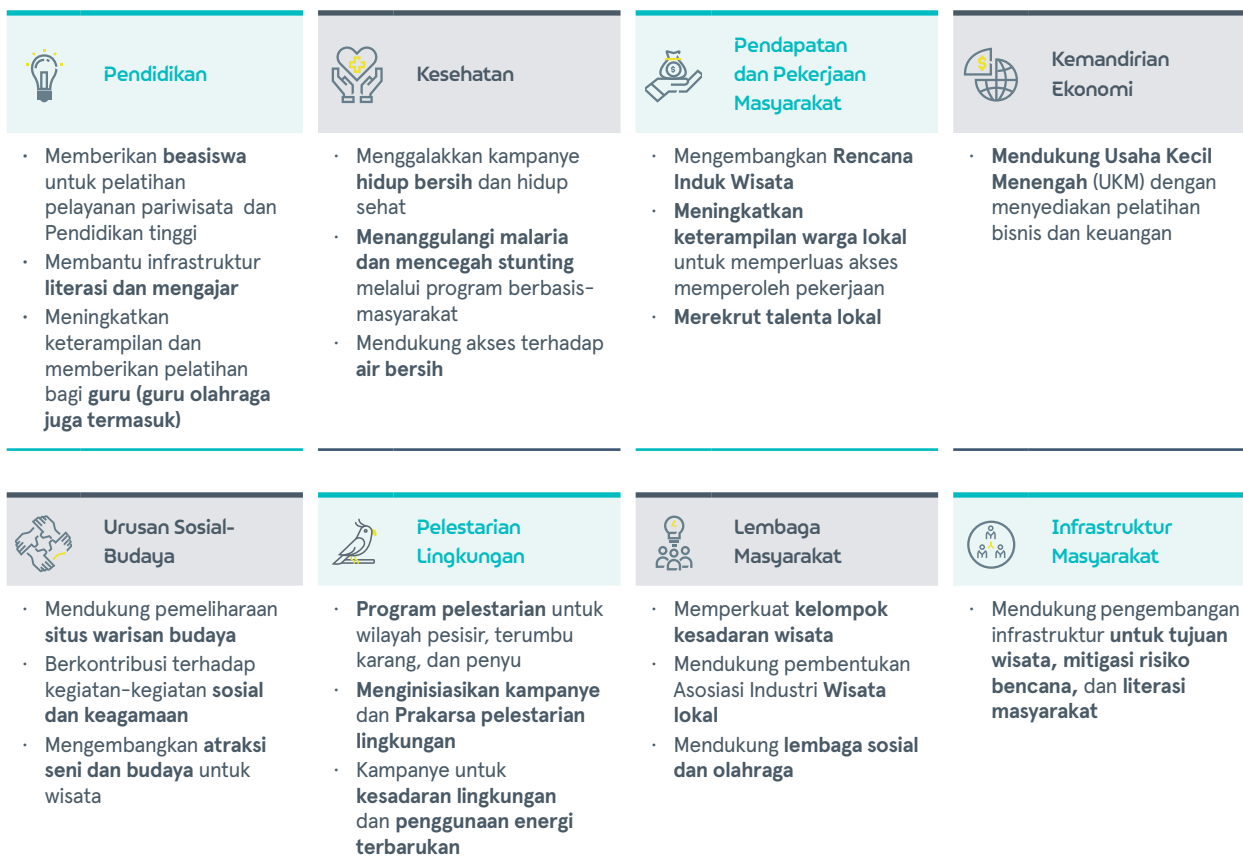 Pendidikan
· Memberikan beasiswa
untuk pelatihan
pelayanan pariwisata dan
Pendidikan tinggi
· Membantu infrastruktur
literasi dan mengajar
· Meningkatkan
keterampilan dan
memberikan pelatihan
bagi guru (guru olahraga
juga termasuk)
Kesehatan
· Menggalakkan kampanye
hidup bersih dan hidup
sehat
· Menanggulangi malaria
dan mencegah stunting
melalui program berbasis-
masyarakat
· Mendukung akses terhadap
air bersih
Pendapatan
dan Pekerjaan
Masyarakat
· Mengembangkan Rencana
Induk Wisata
· Meningkatkan
keterampilan warga lokal
untuk memperluas akses
memperoleh pekerjaan
· Merekrut talenta lokal
Kemandirian
Ekonomi
· Mendukung Usaha Kecil
Menengah (UKM) dengan
menyediakan pelatihan
bisnis dan keuangan
Urusan Sosial-
Budaya
· Mendukung pemeliharaan
situs warisan budaya
· Berkontribusi terhadap
kegiatan-kegiatan sosial
dan keagamaan
· Mengembangkan atraksi
seni dan budaya untuk
wisata
Pelestarian
Lingkungan
· Program pelestarian untuk
wilayah pesisir, terumbu
karang, dan penyu
· Menginisiasikan kampanye
dan Prakarsa pelestarian
lingkungan
· Kampanye untuk
kesadaran lingkungan
dan penggunaan energi
terbarukan
Lembaga
Masyarakat
· Memperkuat kelompok
kesadaran wisata
· Mendukung pembentukan
Asosiasi Industri Wisata
lokal
· Mendukung lembaga sosial
dan olahraga
Infrastruktur
Masyarakat
· Mendukung pengembangan
infrastruktur untuk tujuan
wisata, mitigasi risiko
bencana, dan literasi
masyarakat